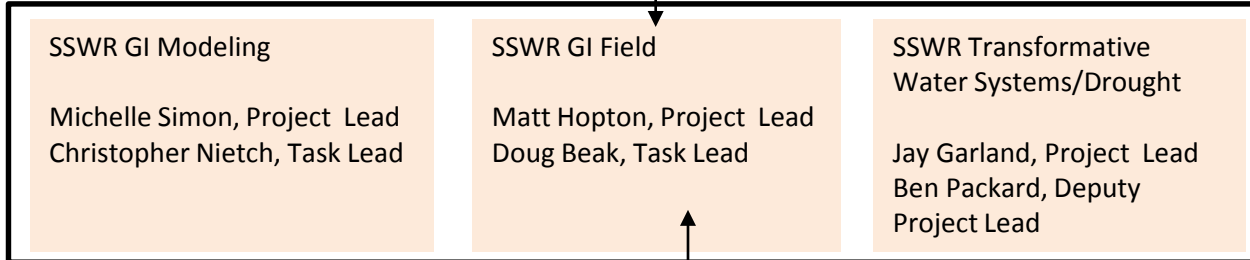 SSWR GI Modeling
Michelle Simon, Project Lead
Christopher Nietch, Task Lead
SSWR GI Field
Matt Hopton, Project Lead
Doug Beak, Task Lead
SSWR Transformative
Water Systems/Drought
Jay Garland, Project Lead
Ben Packard, Deputy
Project Lead